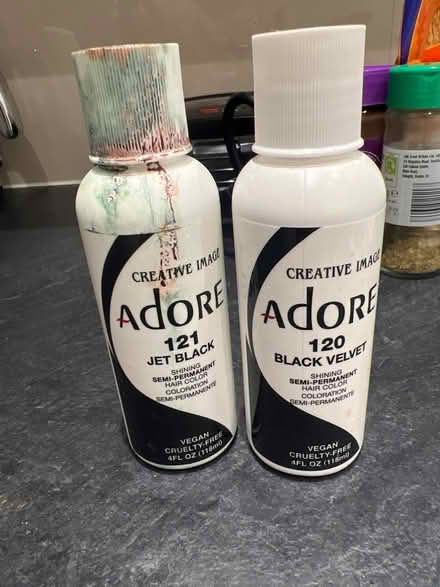 CREATIVE IMAGE
ADORE
121
JET BLACK
SHINING
SEMI-PERMANENT
HAIR COLOR
COLORATION
SEMI-PERMANENTE
VEGAN
CRUELTY-FREE
4FL OZ (118ml)
CREATIVE IMAGE
ADORE
120
BLACK VELVET
SHINING
SEMI-PERMANENT
HAIR COLOR
COLORATION
SEMI-PERMANENTE
VEGAN
CRUELTY-FREE
4FL OZ (118ml)